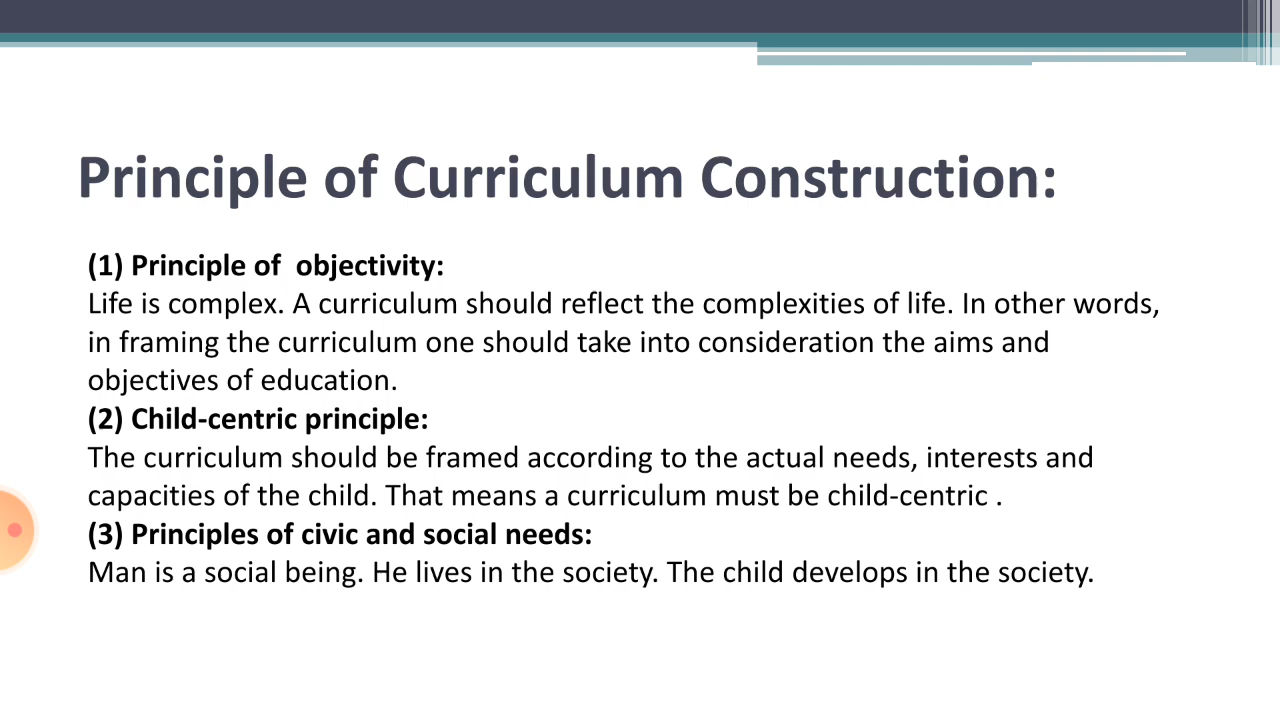 Principle of Curriculum Construction:
(1) Principle of  objectivity:
Life is complex. A curriculum should reflect the complexities of life. In other words,
in framing the curriculum one should take into consideration the aims and
objectives of education.
(2) Child-centric principle:
The curriculum should be framed according to the actual needs, interests and
capacities of the child. That means a curriculum must be child-centric .
(3) Principles of civic and social needs:
Man is a social being. He lives in the society. The child develops in the society.